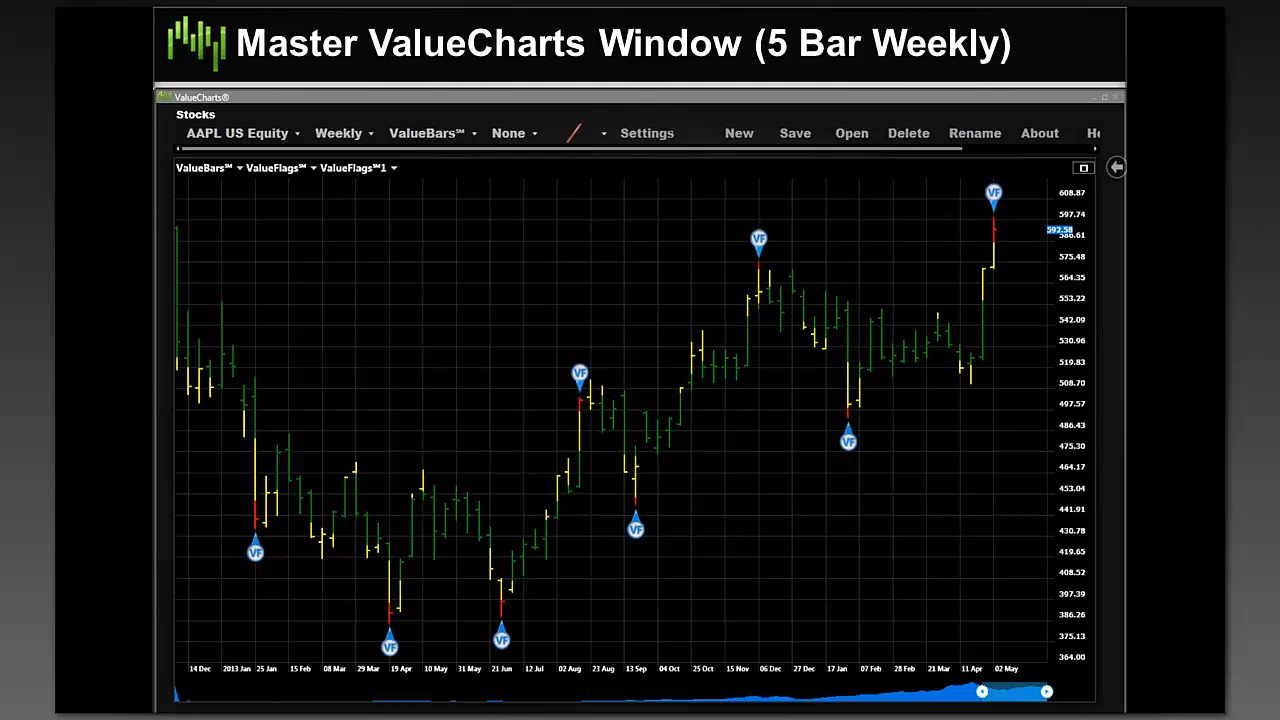 Master ValueCharts Window (5 Bar Weekly)
ValueCharts®
Stocks
AAPL US Equity Weekly ValueBars℠ None Settings New Save Open Delete Rename About He
ValueBars℠ ValueFlags℠ ValueFlags℠1
VF
608.87
597.74
592.58
586.61
VF
575.48
564.35
553.22
542.09
530.96
519.83
VF
508.70
497.57
486.43
VF
475.30
464.17
453.04
441.91
VF
430.78
VF
419.65
408.52
397.39
386.26
VF
VF
375.13
364.00
14 Dec 2013 Jan 25 Jan 15 Feb 08 Mar 29 Mar 19 Apr 10 May 31 May 21 Jun 12 Jul 02 Aug 23 Aug 13 Sep 04 Oct 25 Oct 15 Nov 06 Dec 27 Dec 17 Jan 07 Feb 28 Feb 21 Mar 11 Apr 02 May